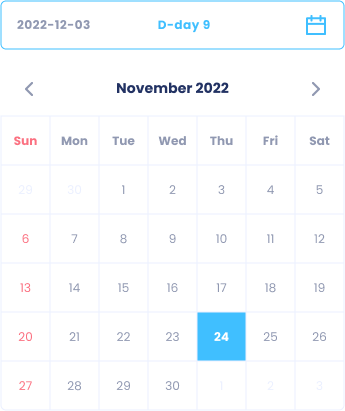 2022-12-03 D-day 9
November 2022
Sun Mon Tue Wed Thu Fri Sat
29 30 1 2 3 4 5
6 7 8 9 10 11 12
13 14 15 16 17 18 19
20 21 22 23 24 25 26
27 28 29 30 1 2 3